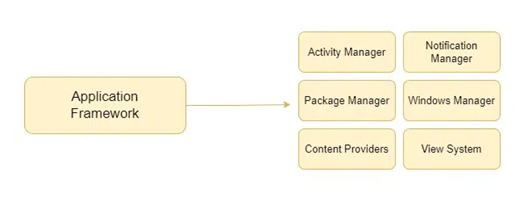 Application
Framework
Activity Manager
Notification
Manager
Package Manager
Windows Manager
Content Providers
View System